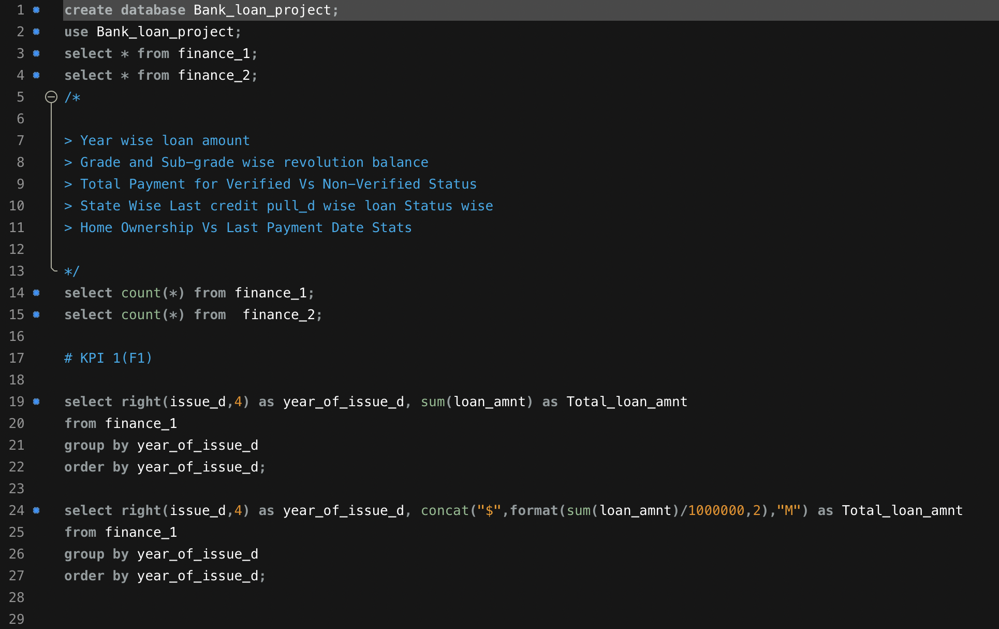 1 create database Bank_loan_project;
2 use Bank_loan_project;
3 select * from finance_1;
4 select * from finance_2;
5 /*
6
7 > Year wise loan amount
8 > Grade and Sub-grade wise revolution balance
9 > Total Payment for Verified Vs Non-Verified Status
10 > State Wise Last credit pull_d wise loan Status wise
11 > Home Ownership Vs Last Payment Date Stats
12
13 */
14 select count(*) from finance_1;
15 select count(*) from  finance_2;
16
17 # KPI 1(F1)
18
19 select right(issue_d,4) as year_of_issue_d, sum(loan_amnt) as Total_loan_amnt
20 from finance_1
21 group by year_of_issue_d
22 order by year_of_issue_d;
23
24 select right(issue_d,4) as year_of_issue_d, concat("$",format(sum(loan_amnt)/1000000,2),"M") as Total_loan_amnt
25 from finance_1
26 group by year_of_issue_d
27 order by year_of_issue_d;
28
29